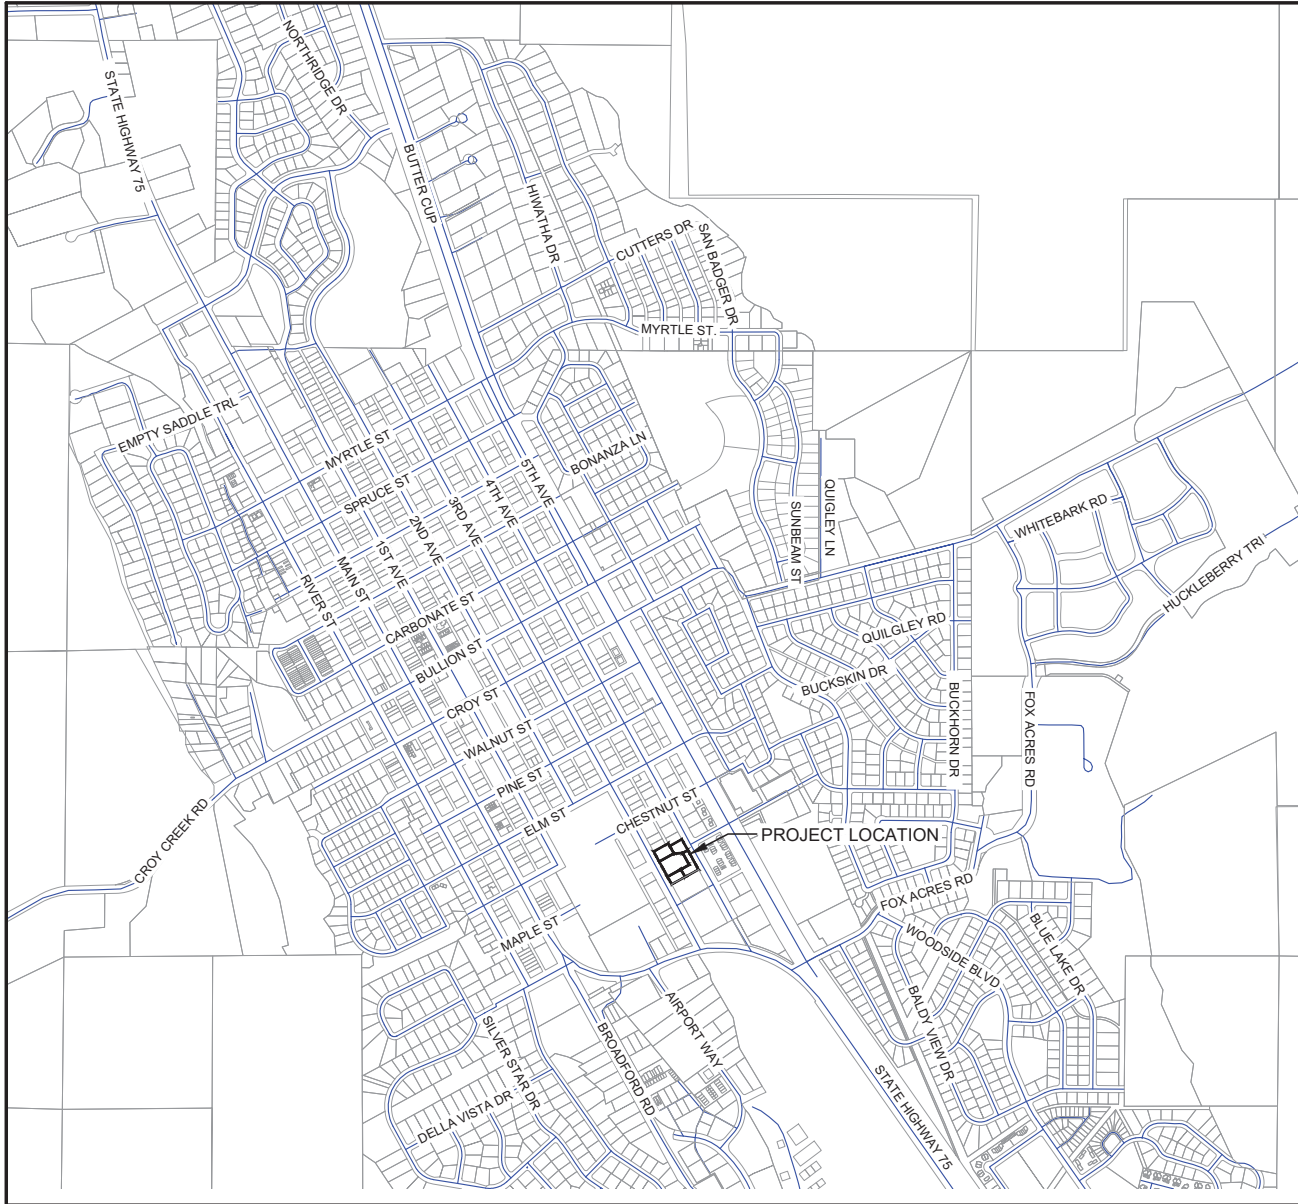 NORTHRIDGE DR
STATE HIGHWAY 75
BUTTER CUP
HIWATHA DR
CUTTERS DR
SAN BADGER DR
MYRTLE ST.
EMPTY SADDLE TRL
MYRTLE ST
SPRUCE ST
BONANZA LN
5TH AVE
4TH AVE
3RD AVE
2ND AVE
1ST AVE
MAIN ST
RIVER ST
QUIGLEY LN
SUNBEAM ST
WHITEBARK RD
HUCKLEBERRY TRI
CARBONATE ST
BULLION ST
CROY ST
WALNUT ST
PINE ST
ELM ST
CHESTNUT ST
QUILGLEY RD
BUCKSKIN DR
BUCKHORN DR
FOX ACRES RD
CROY CREEK RD
PROJECT LOCATION
FOX ACRES RD
MAPLE ST
WOODSIDE BLVD
BLUE LAKE DR
BALDY VIEW DR
AIRPORT WAY
BROADFORD RD
SILVER STAR DR
DELLA VISTA DR
STATE HIGHWAY 75